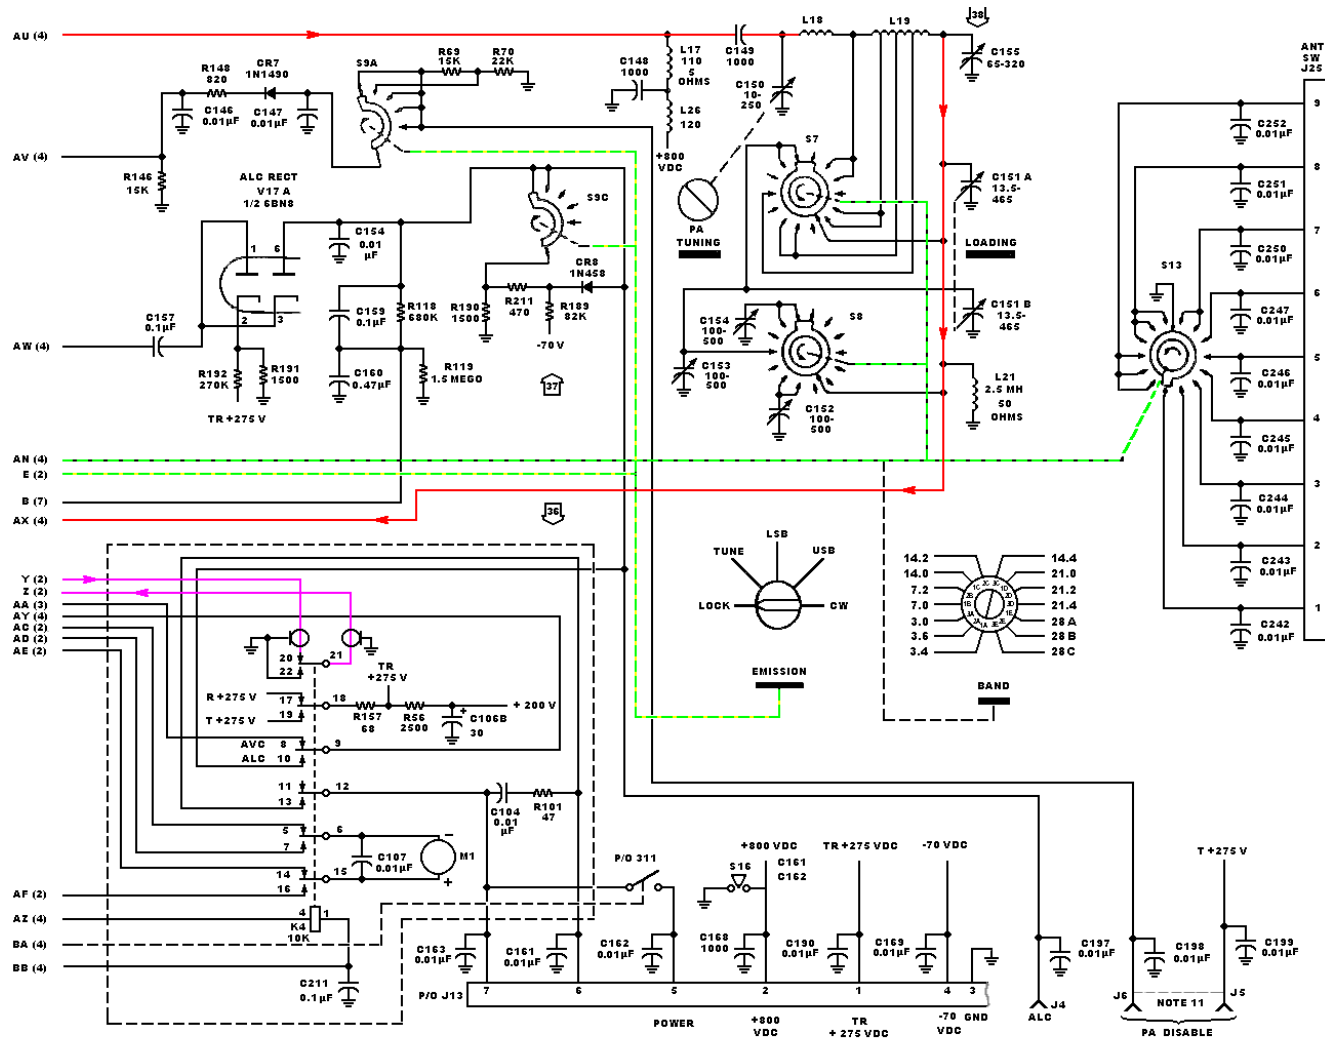 AU (4)
AV (4)
AW (4)
AN (4)
E (2)
B (7)
AX (4)
Y (2)
Z (2)
AA (3)
AY (4)
AC (2)
AD (2)
AE (2)
AF (2)
AZ (4)
BA (4)
BB (4)
R148
820
CR7
1N1490
C146
0.01µF
C147
0.01µF
R146
15K
S9A
R69
15K
R70
22K
ALC RECT
V17 A
1/2 6BN8
1
6
2
3
C157
0.1µF
R192
270K
R191
1500
TR +275 V
C154
0.01
µF
C159
0.1µF
R118
680K
C160
0.47µF
R119
1.5 MEGO
S9C
CR8
1N458
R190
1500
R211
470
R189
82K
-70 V
37
36
38
C148
1000
L17
110
5
OHMS
L26
120
+800
VDC
C149
1000
L18
L19
C150
10-
250
C155
65-320
PA
TUNING
S7
C151 A
13.5-
465
LOADING
C151 B
13.5-
465
S8
C154
100-
500
C153
100-
500
C152
100-
500
L21
2.5 MH
50
OHMS
S13
ANT
SW
J25
9
C252
0.01µF
8
C251
0.01µF
7
C250
0.01µF
6
C247
0.01µF
5
C246
0.01µF
4
C245
0.01µF
3
C244
0.01µF
2
C243
0.01µF
1
C242
0.01µF
LOCK
TUNE
LSB
USB
CW
EMISSION
14.2
14.0
7.2
7.0
3.0
3.6
3.4
14.4
21.0
21.2
21.4
28A
28B
28C
BAND
20
21
22
R +275 V
17
18
T +275 V
19
TR
+275 V
R157
68
R56
2500
C106B
30
+
+ 200 V
AVC
8
9
ALC
10
11
12
13
C104
0.01
µF
R101
47
5
6
7
C107
0.01µF
M1
-
+
14
15
16
4
1
K4
10K
C211
0.1µF
P/O 311
S16
+800 VDC
C161
C162
TR +275 VDC
-70 VDC
T +275 V
C163
0.01µF
C161
0.01µF
C162
0.01µF
C168
1000
C190
0.01µF
C169
0.01µF
C197
0.01µF
C198
0.01µF
C199
0.01µF
P/O J13
7
6
5
2
1
4
3
POWER
+800
VDC
TR
+ 275 VDC
-70
VDC
GND
J4
ALC
J6
NOTE 11
J5
PA DISABLE